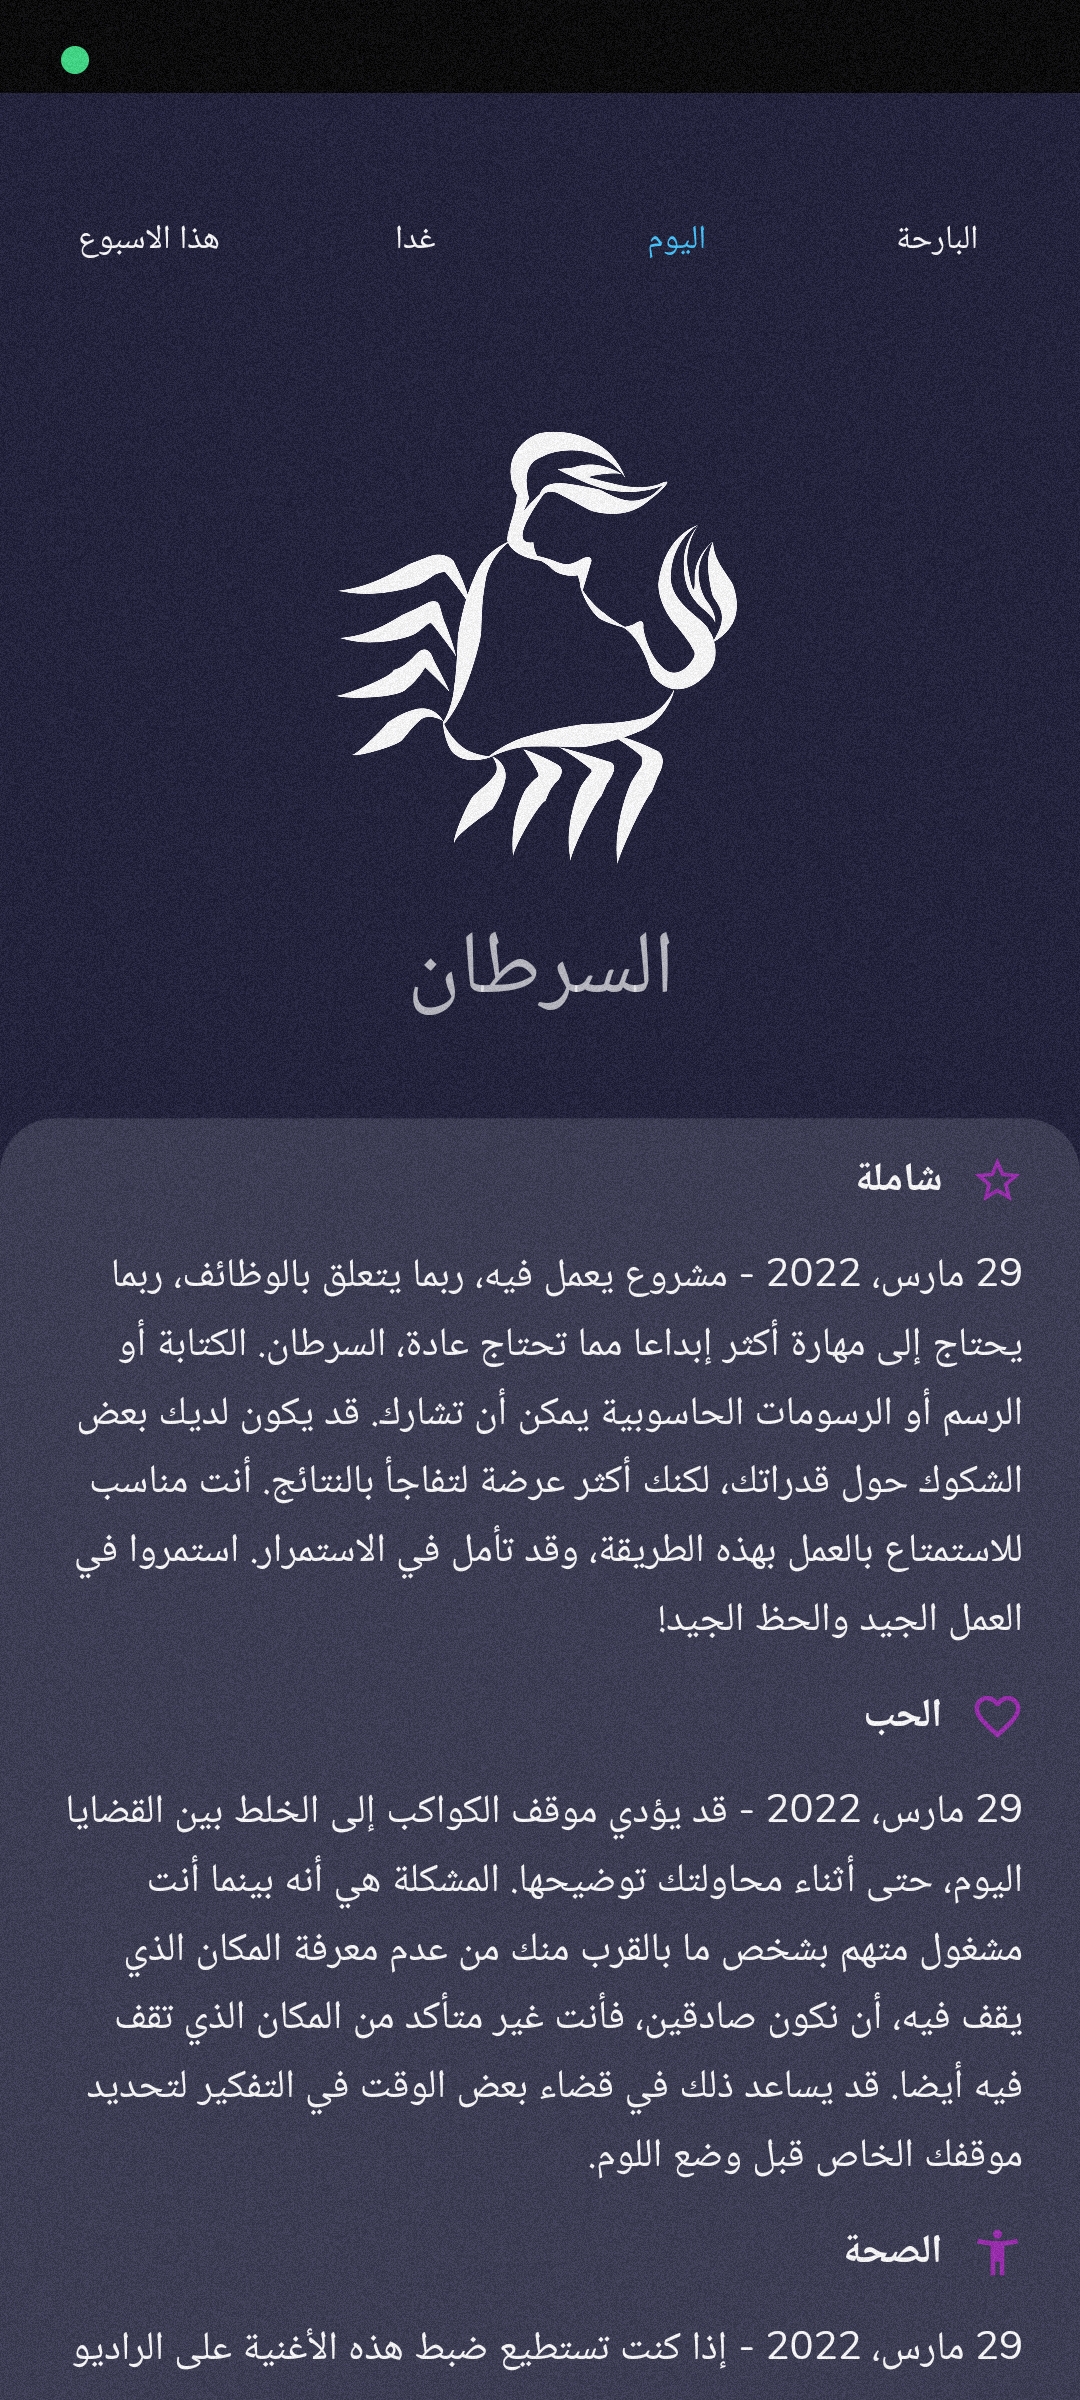 البارحة
اليوم
غدا
هذا الاسبوع
السرطان
شاملة
29 مارس، 2022 - مشروع يعمل فيه، ربما يتعلق بالوظائف، ربما
يحتاج إلى مهارة أكثر إبداعا مما تحتاج عادة، السرطان. الكتابة أو
الرسم أو الرسومات الحاسوبية يمكن أن تشارك. قد يكون لديك بعض
الشكوك حول قدراتك، لكنك أكثر عرضة لتفاجأ بالنتائج. أنت مناسب
للاستمتاع بالعمل بهذه الطريقة، وقد تأمل في الاستمرار. استمروا في
العمل الجيد والحظ الجيد!
الحب
29 مارس، 2022 - قد يؤدي موقف الكواكب إلى الخلط بين القضايا
اليوم، حتى أثناء محاولتك توضيحها. المشكلة هي أنه بينما أنت
مشغول متهم بشخص ما بالقرب منك من عدم معرفة المكان الذي
يقف فيه، أن نكون صادقين، فأنت غير متأكد من المكان الذي تقف
فيه أيضا. قد يساعد ذلك في قضاء بعض الوقت في التفكير لتحديد
موقفك الخاص قبل وضع اللوم.
الصحة
29 مارس، 2022 - إذا كنت تستطيع ضبط هذه الأغنية على الراديو